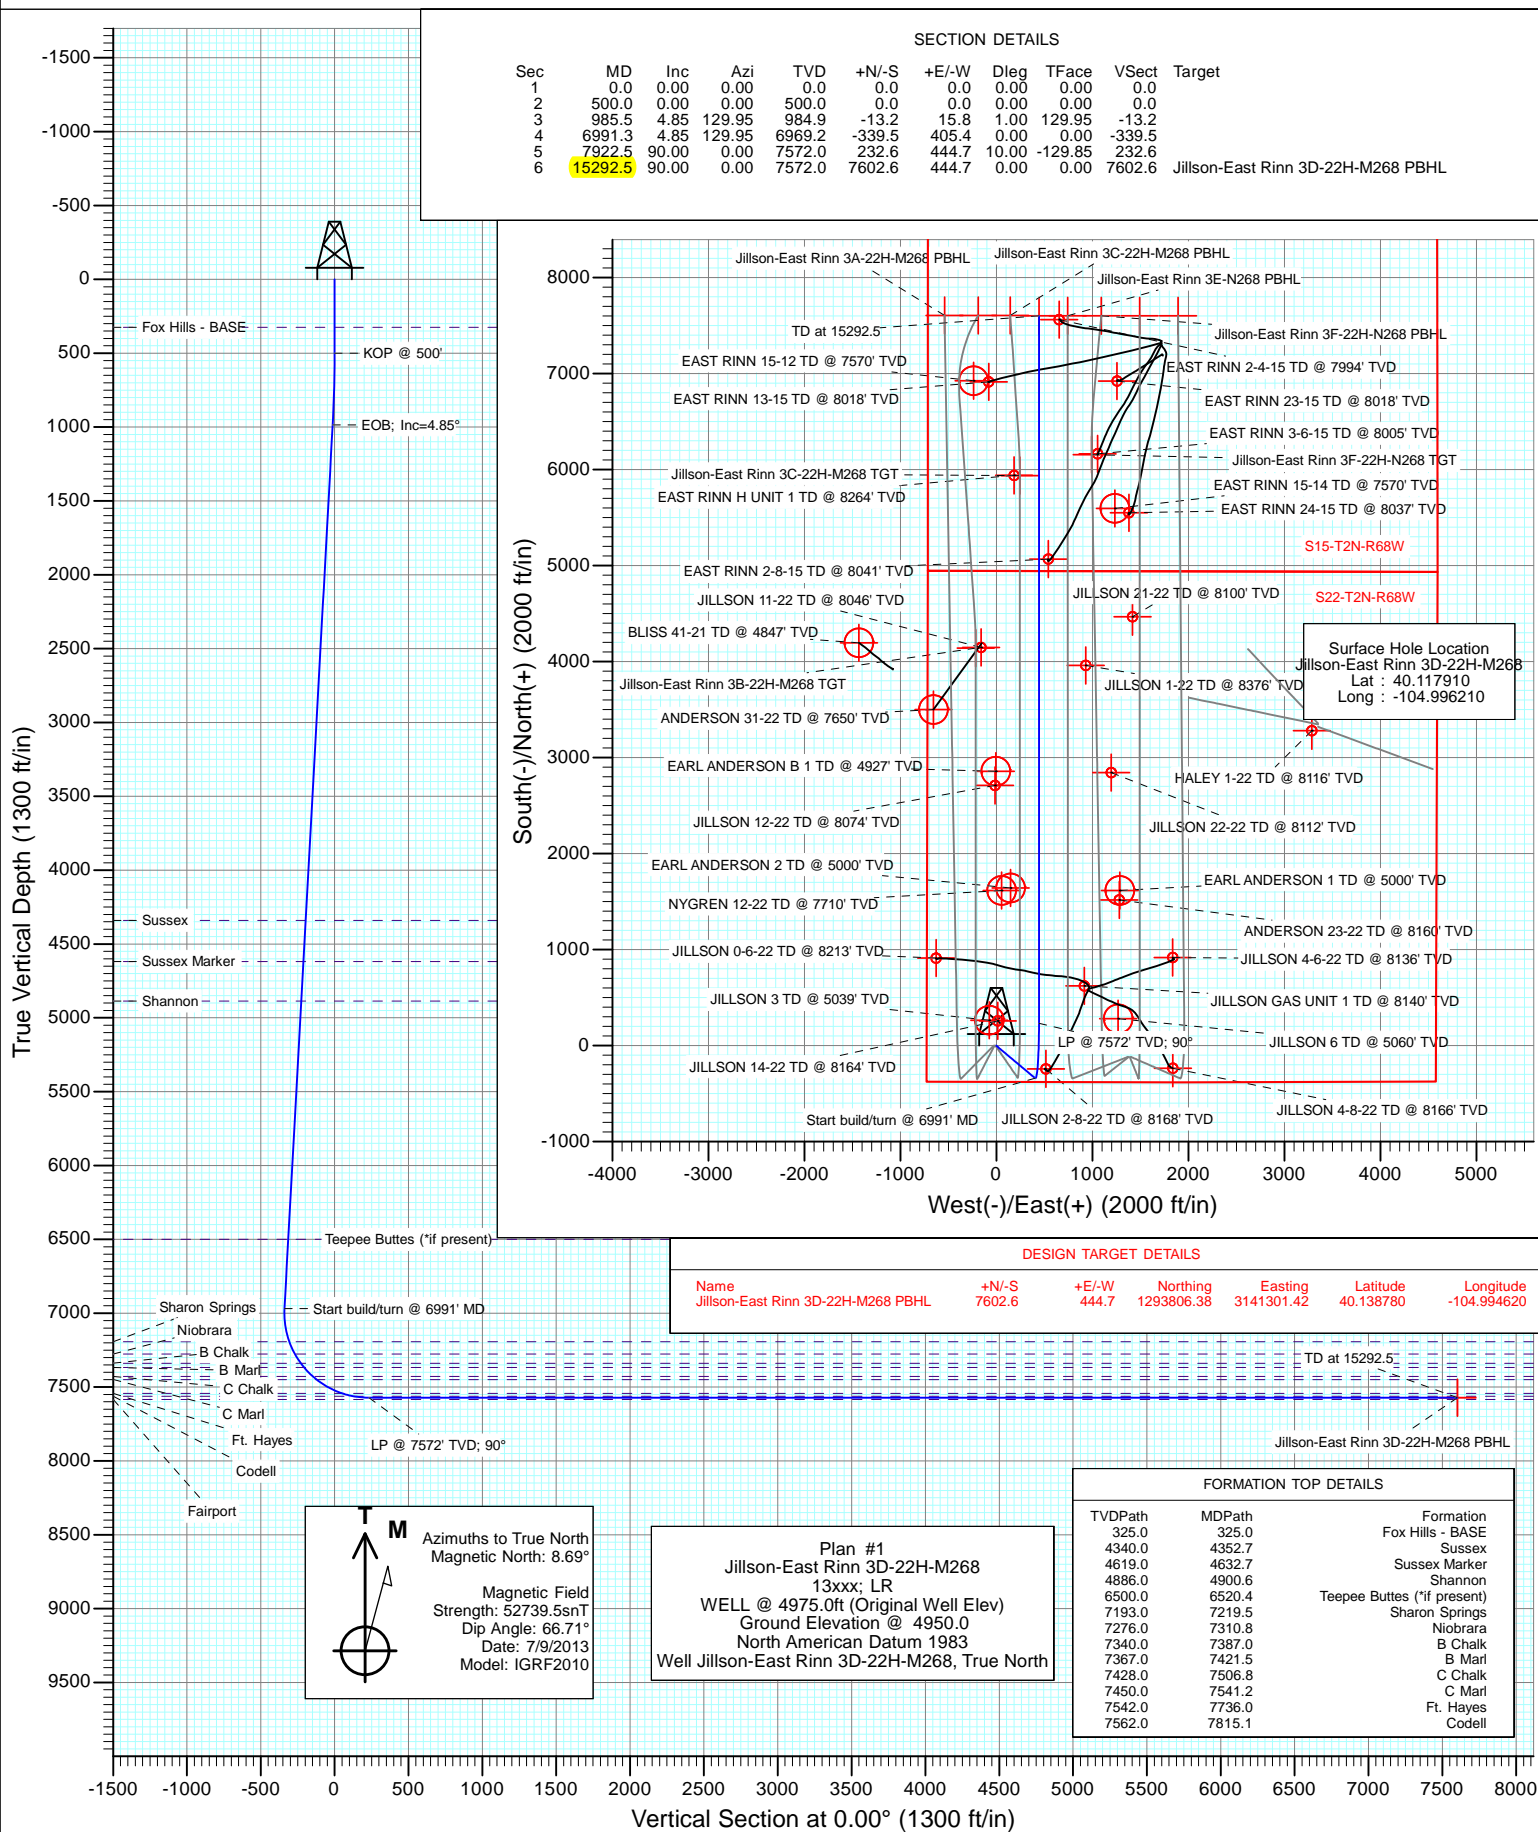 SECTION DETAILS
Sec MD Inc Azi TVD +N/-S +E/-W Dleg TFace VSect Target
1 0.0 0.00 0.00 0.0 0.0 0.0 0.00 0.00 0.0
2 500.0 0.00 0.00 500.0 0.0 0.0 0.00 0.00 0.0
3 985.5 4.85 129.95 984.9 -13.2 15.8 1.00 129.95 -13.2
4 6991.3 4.85 129.95 6969.2 -339.5 405.4 0.00 0.00 -339.5
5 7922.5 90.00 0.00 7572.0 232.6 444.7 10.00 -129.85 232.6
6 15292.5 90.00 0.00 7572.0 7602.6 444.7 0.00 0.00 7602.6 Jillson-East Rinn 3D-22H-M268 PBHL
True Vertical Depth (1300 ft/in)
-1500
-1000
-500
0
500
1000
1500
2000
2500
3000
3500
4000
4500
5000
5500
6000
6500
7000
7500
8000
8500
9000
9500
Fox Hills - BASE
KOP @ 500'
EOB; Inc=4.85°
Sussex
Sussex Marker
Shannon
Teepee Buttes (*if present)
Start build/turn @ 6991' MD
Sharon Springs
Niobrara
B Chalk
B Marl
C Chalk
C Marl
Ft. Hayes
Codell
Fairport
LP @ 7572' TVD; 90°
TD at 15292.5
Jillson-East Rinn 3D-22H-M268 PBHL
-1500 -1000 -500 0 500 1000 1500 2000 2500 3000 3500 4000 4500 5000 5500 6000 6500 7000 7500 8000
Vertical Section at 0.00° (1300 ft/in)
South(-)/North(+) (2000 ft/in)
8000
7000
6000
5000
4000
3000
2000
1000
0
-1000
-4000 -3000 -2000 -1000 0 1000 2000 3000 4000 5000
West(-)/East(+) (2000 ft/in)
Jillson-East Rinn 3A-22H-M268 PBHL
Jillson-East Rinn 3C-22H-M268 PBHL
Jillson-East Rinn 3E-N268 PBHL
TD at 15292.5
Jillson-East Rinn 3F-22H-N268 PBHL
EAST RINN 15-12 TD @ 7570' TVD
EAST RINN 2-4-15 TD @ 7994' TVD
EAST RINN 13-15 TD @ 8018' TVD
EAST RINN 23-15 TD @ 8018' TVD
EAST RINN 3-6-15 TD @ 8005' TVD
Jillson-East Rinn 3F-22H-N268 TGT
Jillson-East Rinn 3C-22H-M268 TGT
EAST RINN 15-14 TD @ 7570' TVD
EAST RINN H UNIT 1 TD @ 8264' TVD
EAST RINN 24-15 TD @ 8037' TVD
S15-T2N-R68W
EAST RINN 2-8-15 TD @ 8041' TVD
JILLSON 21-22 TD @ 8100' TVD
S22-T2N-R68W
JILLSON 11-22 TD @ 8046' TVD
BLISS 41-21 TD @ 4847' TVD
Jillson-East Rinn 3B-22H-M268 TGT
JILLSON 1-22 TD @ 8376' TVD
Surface Hole Location
Jillson-East Rinn 3D-22H-M268
Lat : 40.117910
Long : -104.996210
ANDERSON 31-22 TD @ 7650' TVD
EARL ANDERSON B 1 TD @ 4927' TVD
HALEY 1-22 TD @ 8116' TVD
JILLSON 12-22 TD @ 8074' TVD
JILLSON 22-22 TD @ 8112' TVD
EARL ANDERSON 2 TD @ 5000' TVD
EARL ANDERSON 1 TD @ 5000' TVD
NYGREN 12-22 TD @ 7710' TVD
ANDERSON 23-22 TD @ 8160' TVD
JILLSON 0-6-22 TD @ 8213' TVD
JILLSON 4-6-22 TD @ 8136' TVD
JILLSON 3 TD @ 5039' TVD
JILLSON GAS UNIT 1 TD @ 8140' TVD
LP @ 7572' TVD; 90°
JILLSON 6 TD @ 5060' TVD
JILLSON 14-22 TD @ 8164' TVD
JILLSON 4-8-22 TD @ 8166' TVD
Start build/turn @ 6991' MD
JILLSON 2-8-22 TD @ 8168' TVD
DESIGN TARGET DETAILS
Name +N/-S +E/-W Northing Easting Latitude Longitude
Jillson-East Rinn 3D-22H-M268 PBHL 7602.6 444.7 1293806.38 3141301.42 40.138780 -104.994620
T
M
Azimuths to True North
Magnetic North: 8.69°
Magnetic Field
Strength: 52739.5snT
Dip Angle: 66.71°
Date: 7/9/2013
Model: IGRF2010
Plan #1
Jillson-East Rinn 3D-22H-M268
13xxx; LR
WELL @ 4975.0ft (Original Well Elev)
Ground Elevation @ 4950.0
North American Datum 1983
Well Jillson-East Rinn 3D-22H-M268, True North
FORMATION TOP DETAILS
TVDPath MDPath Formation
325.0 325.0 Fox Hills - BASE
4340.0 4352.7 Sussex
4619.0 4632.7 Sussex Marker
4886.0 4900.6 Shannon
6500.0 6520.4 Teepee Buttes (*if present)
7193.0 7219.5 Sharon Springs
7276.0 7310.8 Niobrara
7340.0 7387.0 B Chalk
7367.0 7421.5 B Marl
7428.0 7506.8 C Chalk
7450.0 7541.2 C Marl
7542.0 7736.0 Ft. Hayes
7562.0 7815.1 Codell